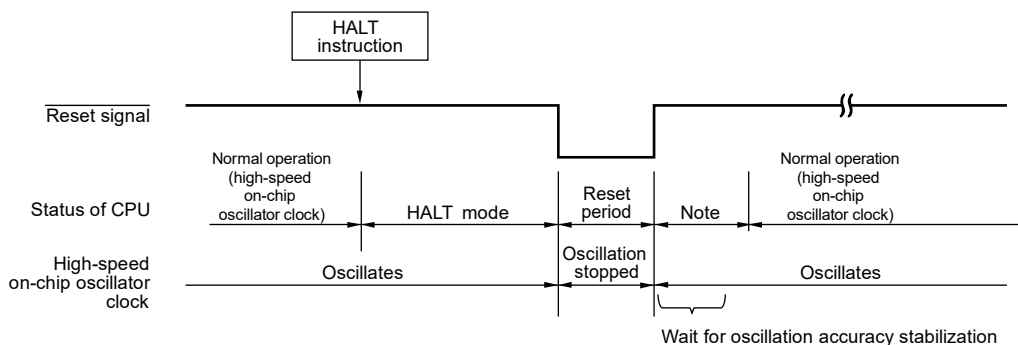 HALT
instruction
Reset signal
Normal operation
(high-speed
on-chip
oscillator clock)
Normal operation
(high-speed
on-chip
oscillator clock)
Status of CPU
HALT mode
Reset
period
Note
High-speed
on-chip oscillator
clock
Oscillates
Oscillation
stopped
Oscillates
Wait for oscillation accuracy stabilization